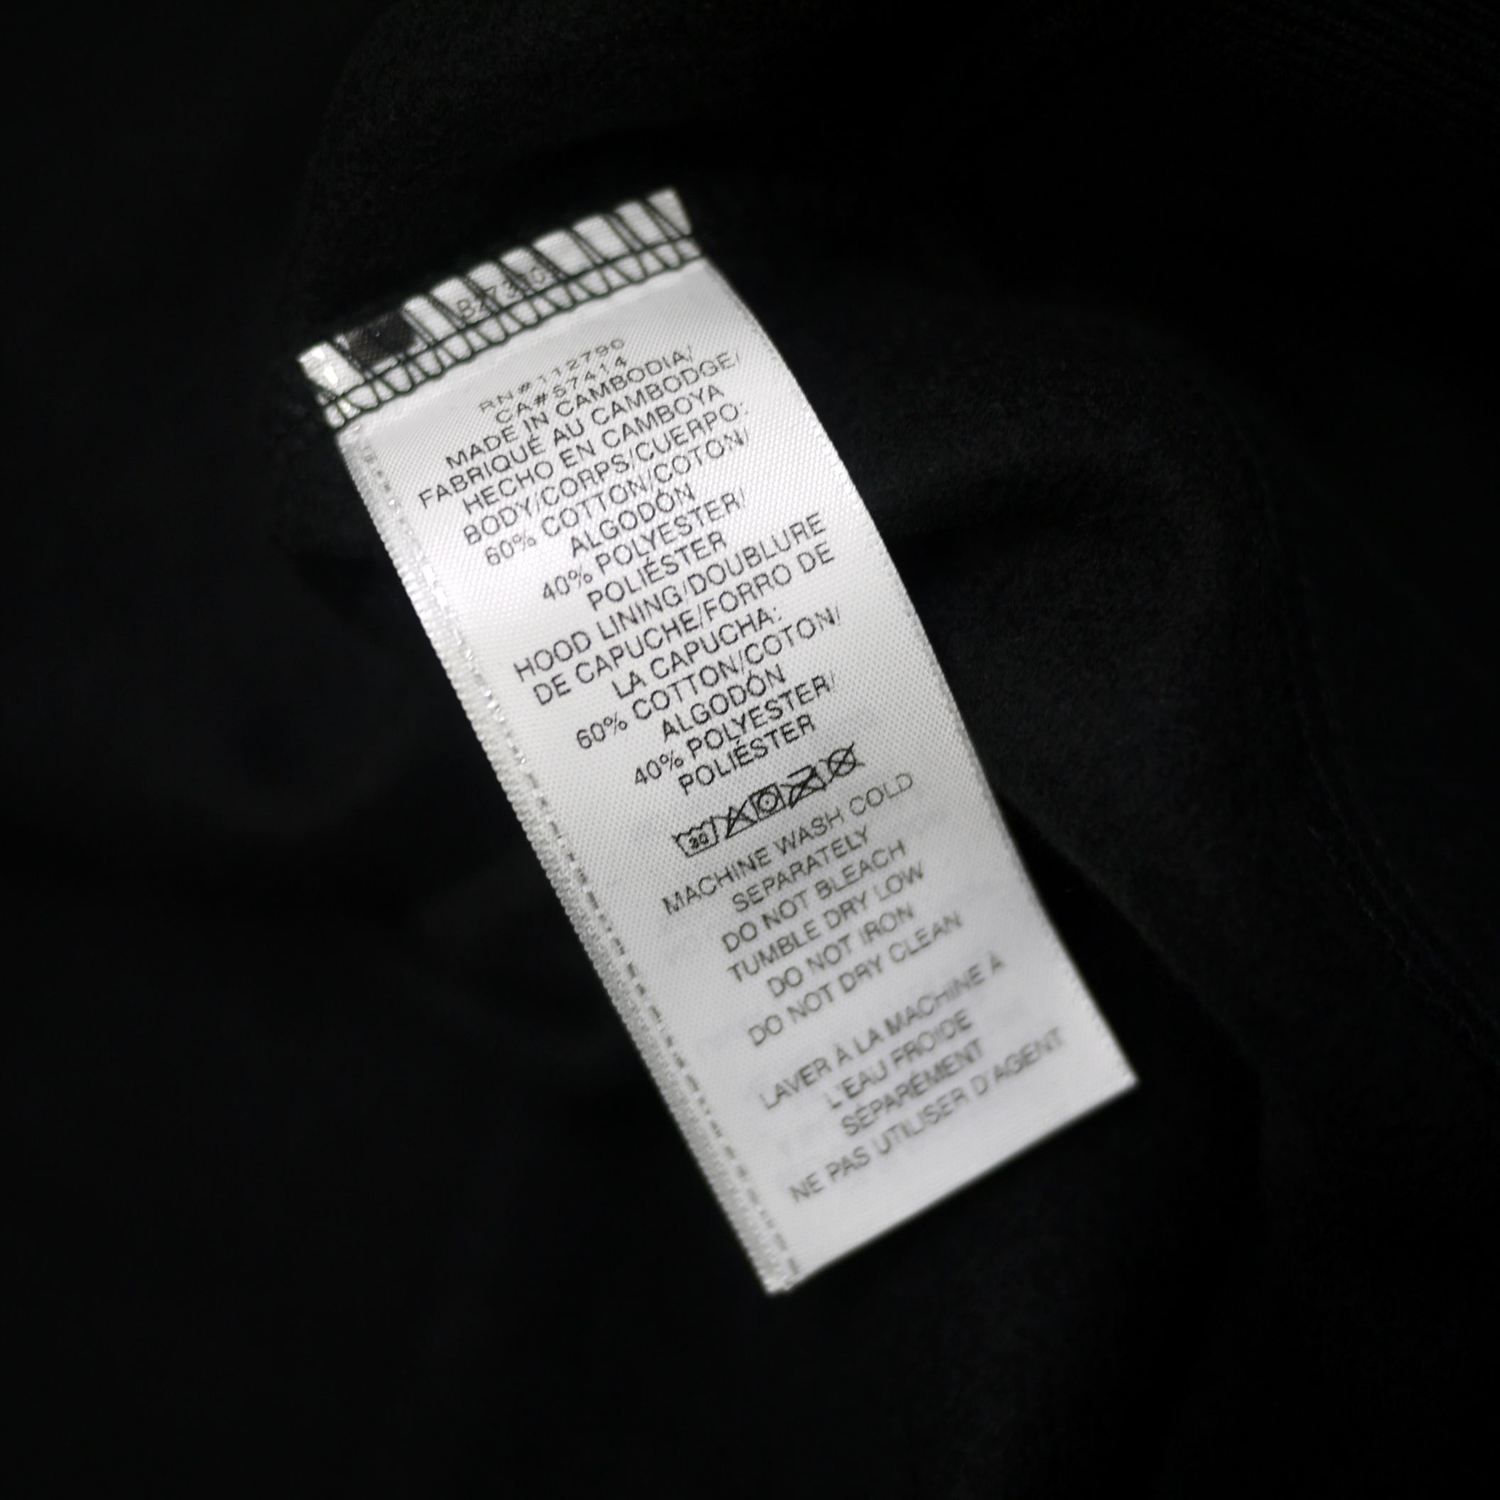 RN#112790
CA#57414
MADE IN CAMBODIA/
FABRIQUÉ AU CAMBODGE/
HECHO EN CAMBOYA
BODY/CORPS/CUERPO:
60% COTTON/COTON/
ALGODÓN
40% POLYESTER/
POLIÉSTER
HOOD LINING/DOUBLURE
DE CAPUCHE/FORRO DE
LA CAPUCHA:
60% COTTON/COTON/
ALGODÓN
40% POLYESTER/
POLIÉSTER
30
MACHINE WASH COLD
SEPARATELY
DO NOT BLEACH
TUMBLE DRY LOW
DO NOT IRON
DO NOT DRY CLEAN
LAVER À LA MACHINE À
L'EAU FROIDE
SÉPARÉMENT
NE PAS UTILISER D'AGENT